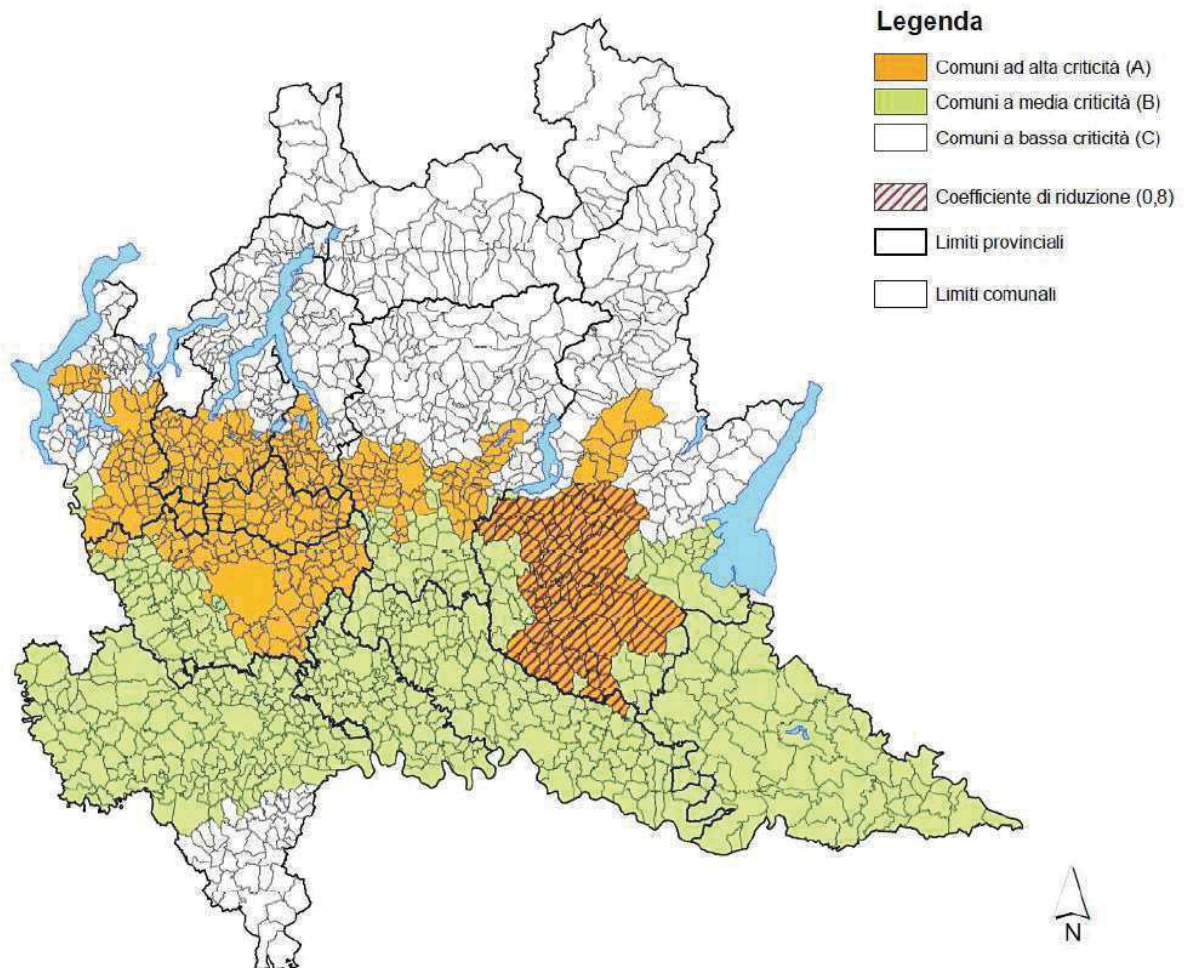 Legenda
Comuni ad alta criticità (A)
Comuni a media criticità (B)
Comuni a bassa criticità (C)
Coefficiente di riduzione (0,8)
Limiti provinciali
Limiti comunali
N